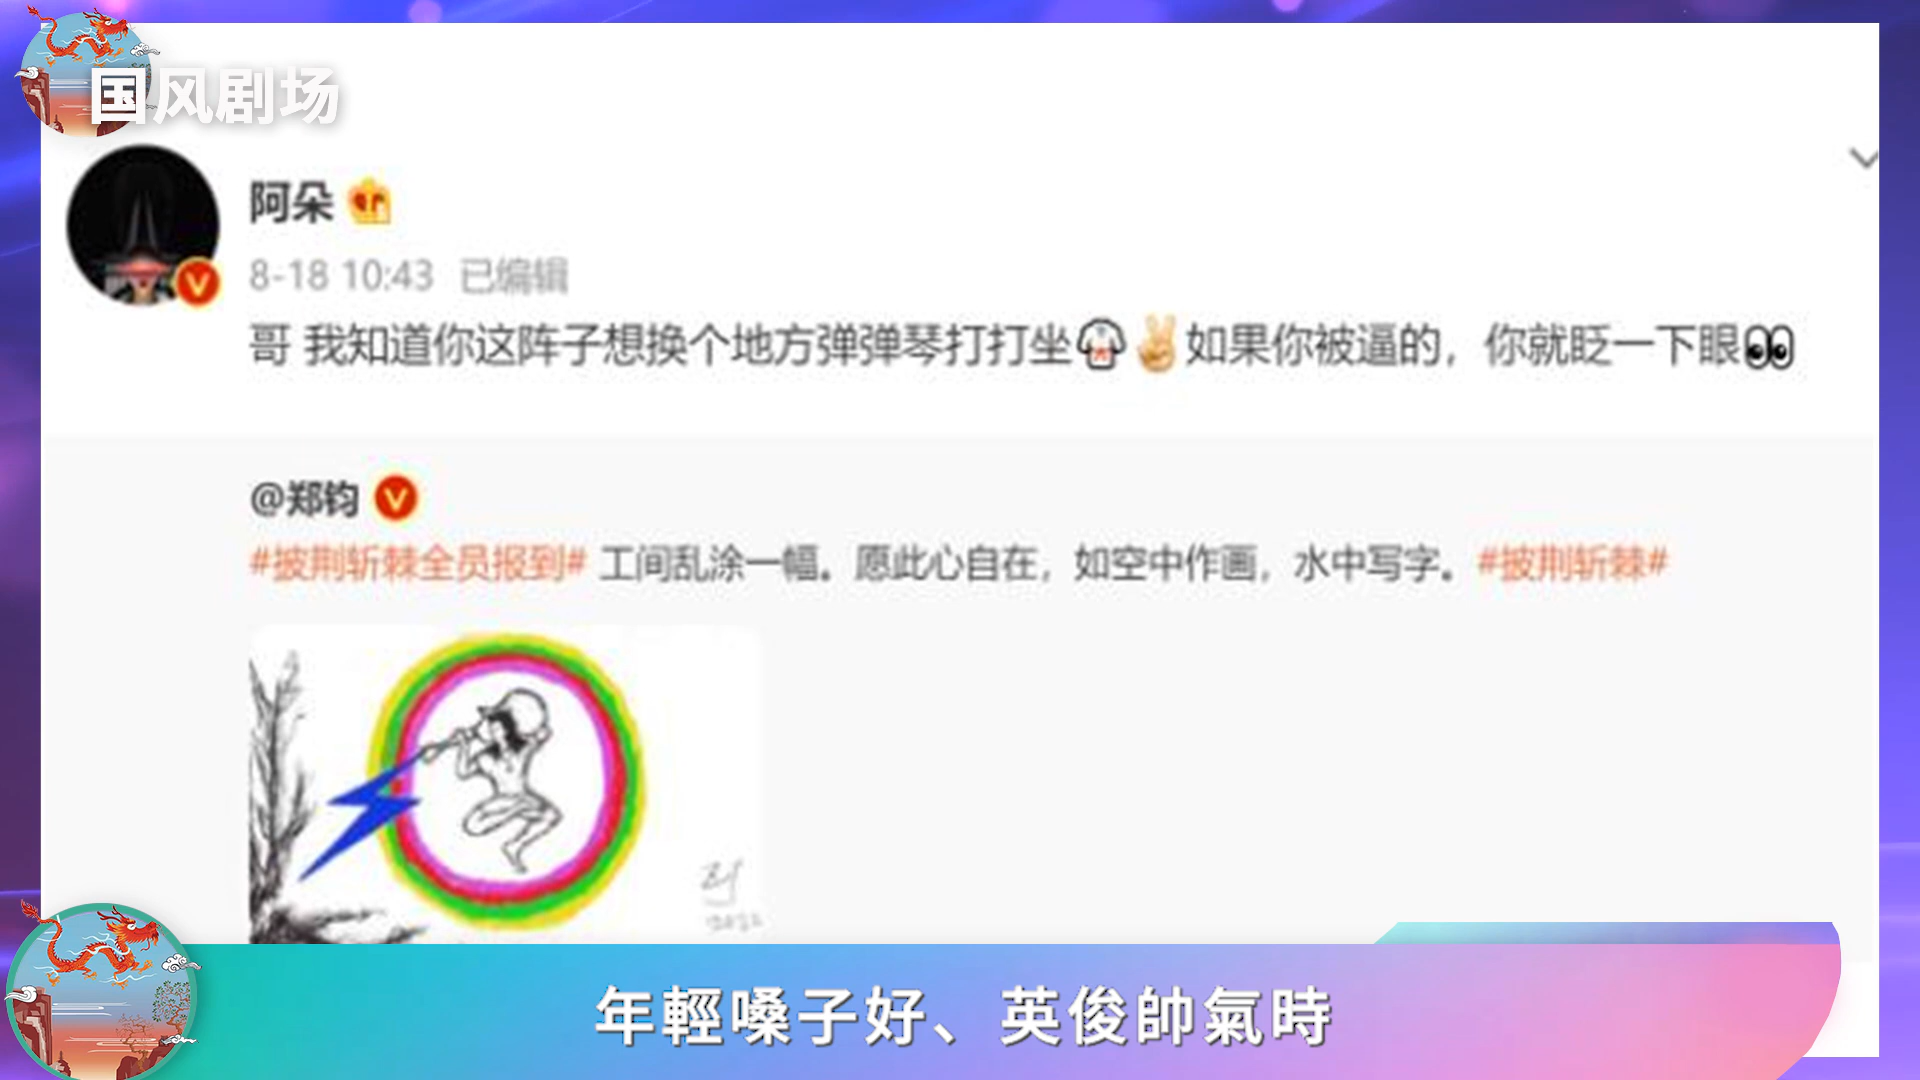 国风剧场
阿朵
8-18 10:43 已编辑
哥 我知道你这阵子想换个地方弹弹琴打打坐 如果你被逼的，你就眨一下眼
@郑钧
#披荆斩棘全员报到# 工间乱涂一幅。愿此心自在，如空中作画，水中写字。#披荆斩棘#
2022
年輕嗓子好、英俊帥氣時